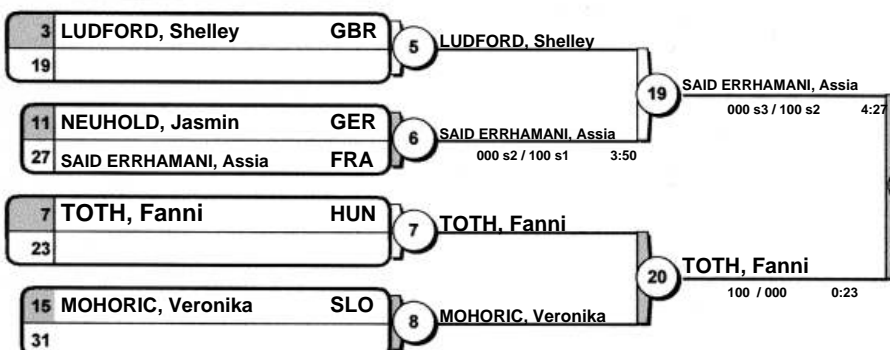 3 LUDFORD, Shelley GBR
19
5 LUDFORD, Shelley
11 NEUHOLD, Jasmin GER
27 SAID ERRHAMANI, Assia FRA
6 SAID ERRHAMANI, Assia
000 s2 / 100 s1 3:50
19 SAID ERRHAMANI, Assia
000 s3 / 100 s2 4:27
7 TOTH, Fanni HUN
23
7 TOTH, Fanni
15 MOHORIC, Veronika SLO
31
8 MOHORIC, Veronika
20 TOTH, Fanni
100 / 000 0:23